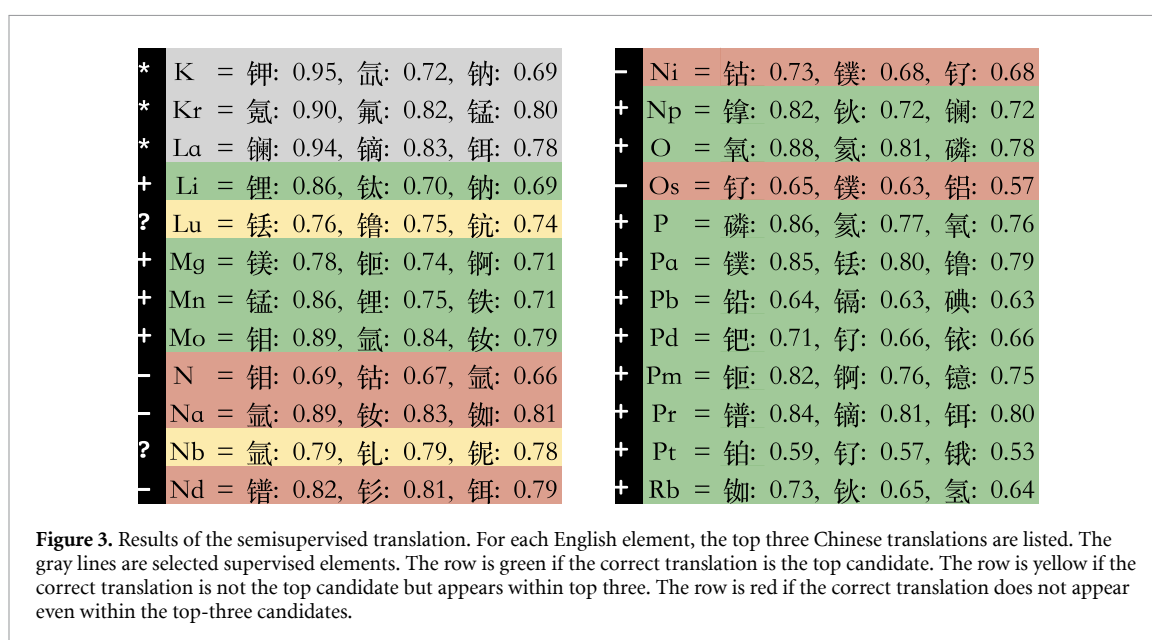 * K = 钾: 0.95, 氙: 0.72, 钠: 0.69
* Kr = 氪: 0.90, 氟: 0.82, 锰: 0.80
* La = 镧: 0.94, 镝: 0.83, 铒: 0.78
+ Li = 锂: 0.86, 钛: 0.70, 钠: 0.69
? Lu = 铥: 0.76, 镥: 0.75, 钪: 0.74
+ Mg = 镁: 0.78, 钷: 0.74, 锕: 0.71
+ Mn = 锰: 0.86, 锂: 0.75, 铁: 0.71
+ Mo = 钼: 0.89, 氩: 0.84, 钕: 0.79
− N = 钼: 0.69, 钴: 0.67, 氩: 0.66
− Na = 氩: 0.89, 钕: 0.83, 铷: 0.81
? Nb = 氩: 0.79, 钆: 0.79, 铌: 0.78
− Nd = 镨: 0.82, 钐: 0.81, 铒: 0.79
− Ni = 钴: 0.73, 镤: 0.68, 钌: 0.68
+ Np = 镎: 0.82, 钬: 0.72, 镧: 0.72
+ O = 氧: 0.88, 氦: 0.81, 磷: 0.78
− Os = 钌: 0.65, 镤: 0.63, 铝: 0.57
+ P = 磷: 0.86, 氦: 0.77, 氧: 0.76
+ Pa = 镤: 0.85, 铥: 0.80, 镥: 0.79
+ Pb = 铅: 0.64, 镉: 0.63, 碘: 0.63
+ Pd = 钯: 0.71, 钌: 0.66, 铱: 0.66
+ Pm = 钷: 0.82, 锕: 0.76, 镱: 0.75
+ Pr = 镨: 0.84, 镝: 0.81, 铒: 0.80
+ Pt = 铂: 0.59, 钌: 0.57, 锇: 0.53
+ Rb = 铷: 0.73, 钬: 0.65, 氢: 0.64
Figure 3. Results of the semisupervised translation. For each English element, the top three Chinese translations are listed. The
gray lines are selected supervised elements. The row is green if the correct translation is the top candidate. The row is yellow if the
correct translation is not the top candidate but appears within top three. The row is red if the correct translation does not appear
even within the top-three candidates.